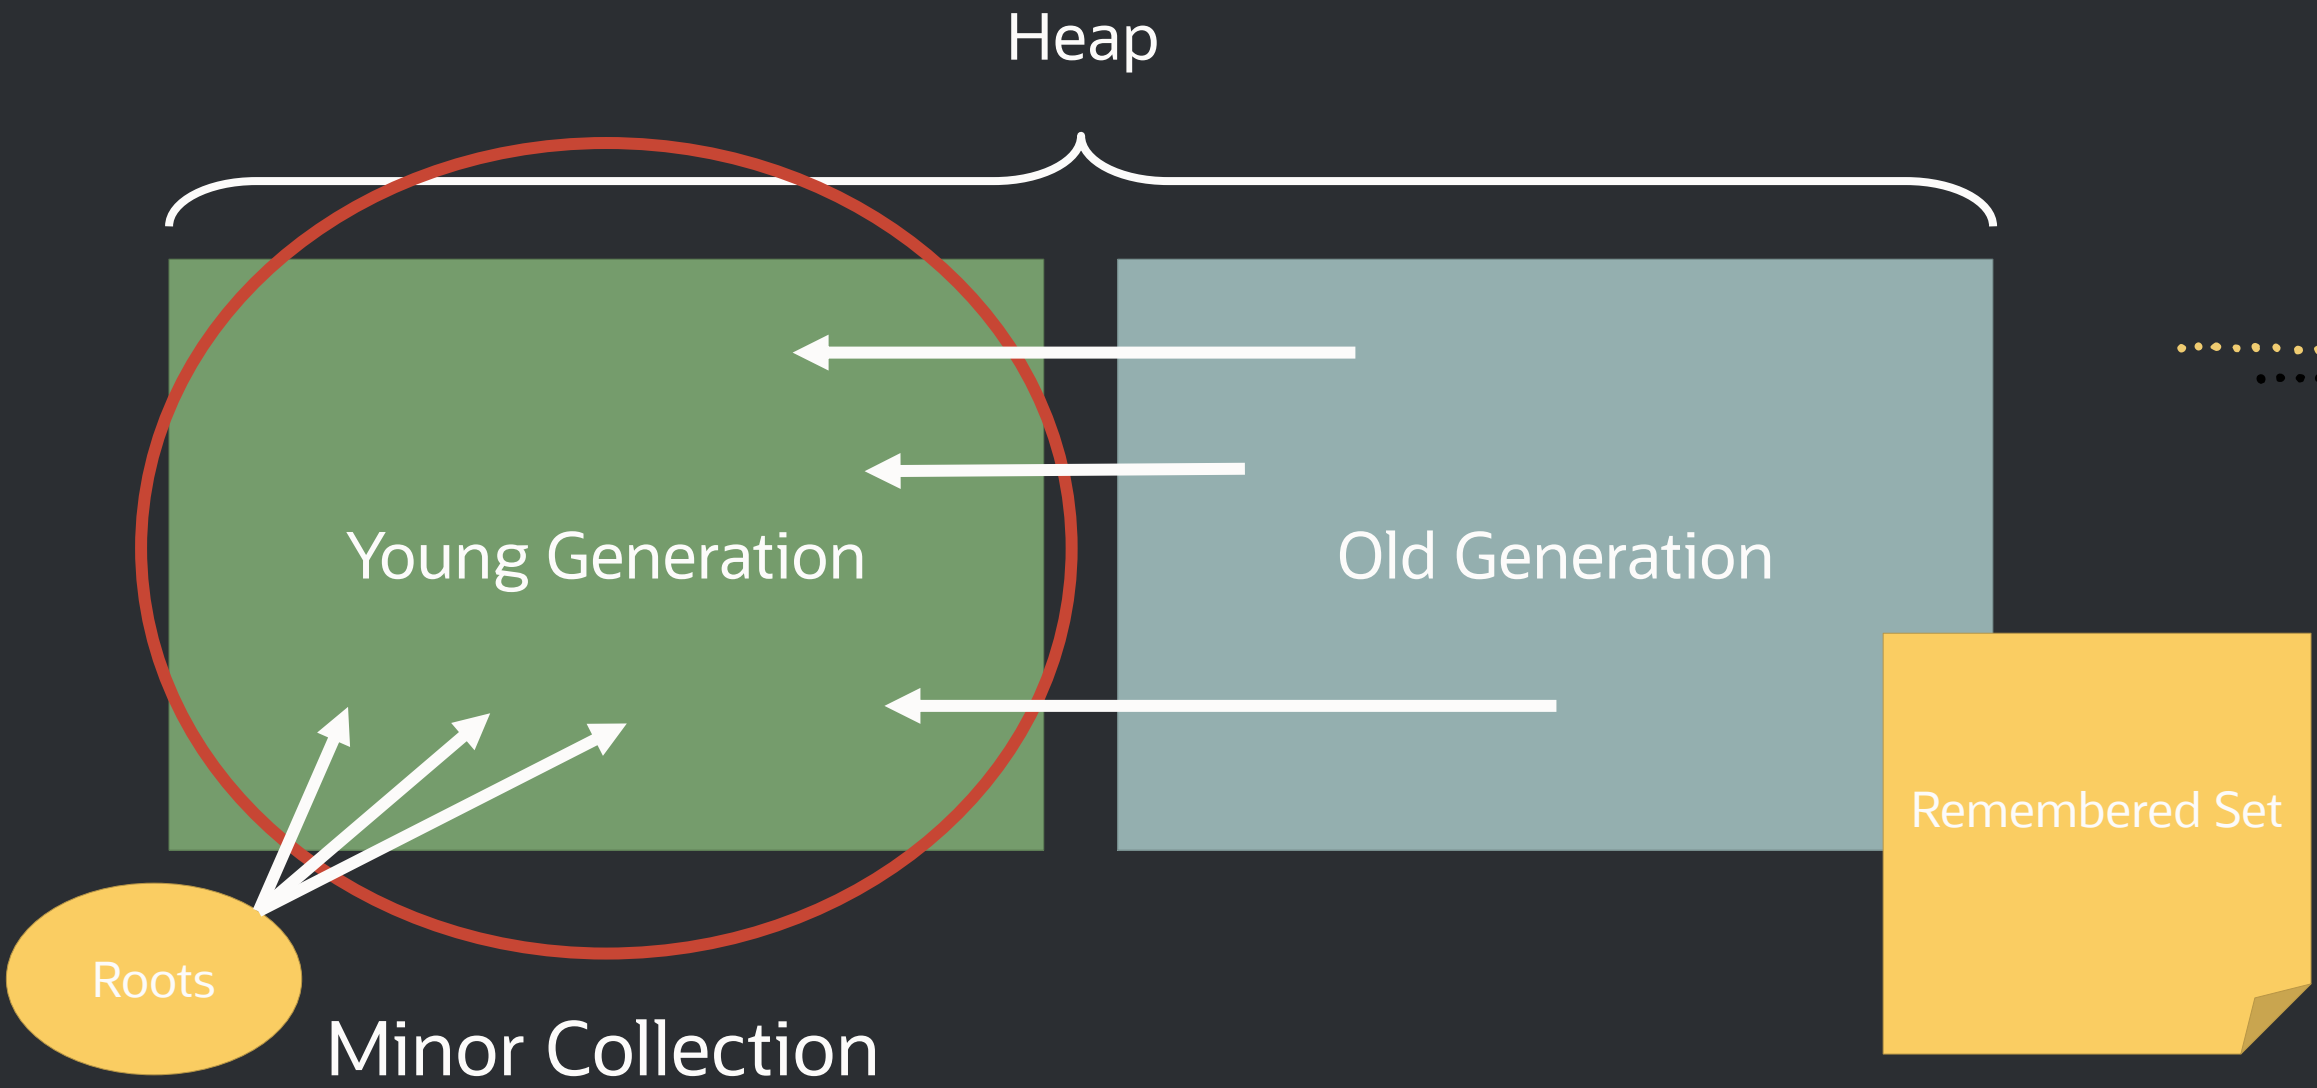 Heap
Young Generation
Old Generation
Remembered Set
Roots
Minor Collection